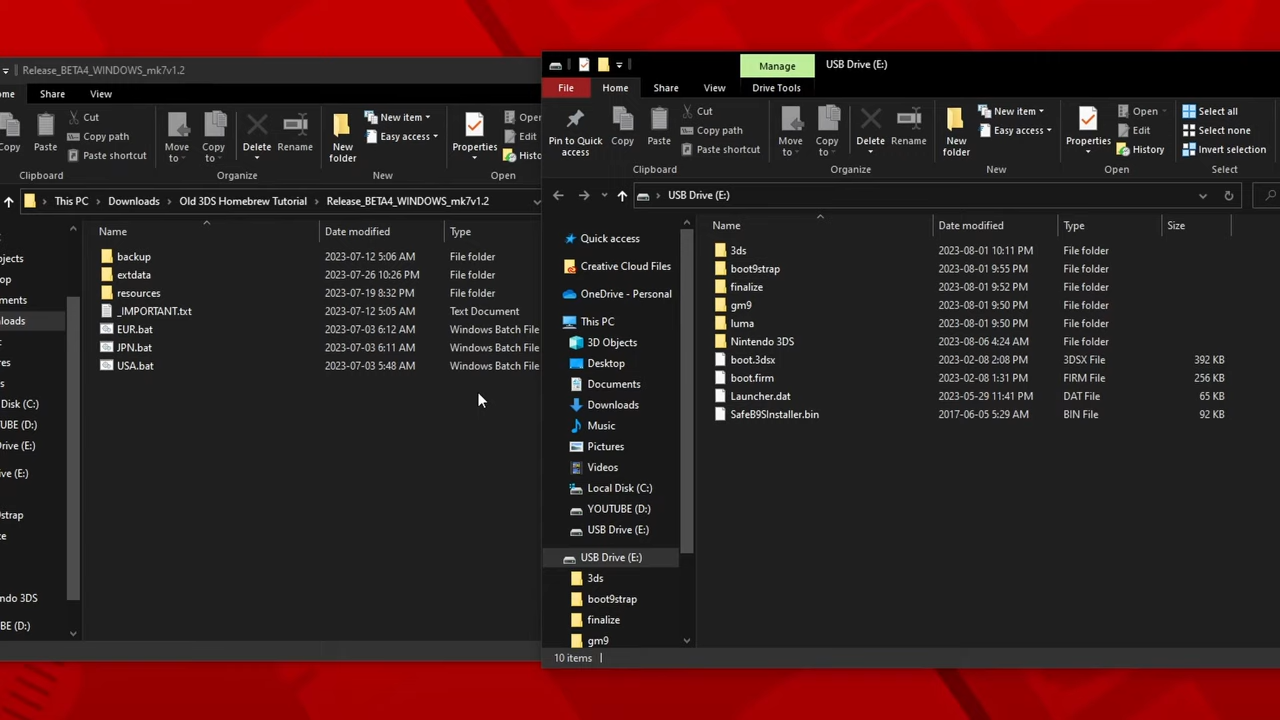 Release_BETA4_WINDOWS_mk7v1.2
Share
View
Copy
Paste
Cut
Copy path
Paste shortcut
Clipboard
Move to
Copy to
Delete
Rename
Organize
New folder
New item
Easy access
New
Properties
Edit
Open
This PC
Downloads
Old 3DS Homebrew Tutorial
Release_BETA4_WINDOWS_mk7v1.2
Name
Date modified
Type
backup
2023-07-12 5:06 AM
File folder
extdata
2023-07-26 10:26 PM
File folder
resources
2023-07-19 8:32 PM
File folder
_IMPORTANT.txt
2023-07-12 5:05 AM
Text Document
EUR.bat
2023-07-03 6:12 AM
Windows Batch File
JPN.bat
2023-07-03 6:11 AM
Windows Batch File
USA.bat
2023-07-03 5:48 AM
Windows Batch File
Manage
USB Drive (E:)
File
Home
Share
View
Drive Tools
Pin to Quick access
Copy
Paste
Cut
Copy path
Paste shortcut
Clipboard
Move to
Copy to
Delete
Rename
Organize
New folder
New item
Easy access
New
Properties
Open
Edit
History
Open
Select all
Select none
Invert selection
Select
USB Drive (E:)
Quick access
Creative Cloud Files
OneDrive - Personal
This PC
3D Objects
Desktop
Documents
Downloads
Music
Pictures
Videos
Local Disk (C:)
YOUTUBE (D:)
USB Drive (E:)
USB Drive (E:)
3ds
boot9strap
finalize
gm9
Name
Date modified
Type
Size
3ds
2023-08-01 10:11 PM
File folder
boot9strap
2023-08-01 9:55 PM
File folder
finalize
2023-08-01 9:52 PM
File folder
gm9
2023-08-01 9:50 PM
File folder
luma
2023-08-01 9:50 PM
File folder
Nintendo 3DS
2023-08-06 4:24 AM
File folder
boot.3dsx
2023-02-08 2:08 PM
3DSX File
392 KB
boot.firm
2023-02-08 1:31 PM
FIRM File
256 KB
Launcher.dat
2023-05-29 11:41 PM
DAT File
65 KB
SafeB9SInstaller.bin
2017-06-05 5:29 AM
BIN File
92 KB
10 items